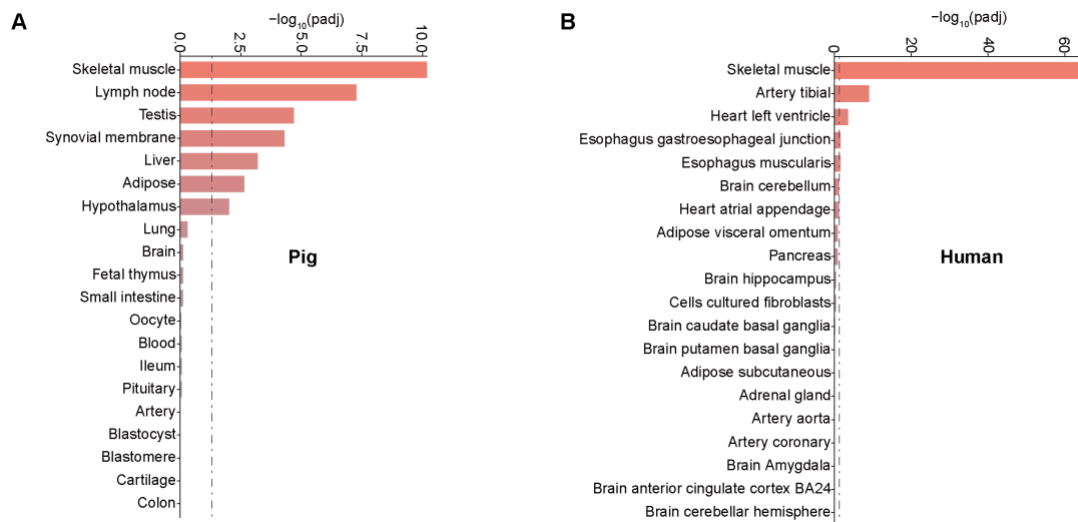 A
−log10(padj)
0.0
2.5
5.0
7.5
10.0
Skeletal muscle
Lymph node
Testis
Synovial membrane
Liver
Adipose
Hypothalamus
Lung
Brain
Fetal thymus
Small intestine
Oocyte
Blood
Ileum
Pituitary
Artery
Blastocyst
Blastomere
Cartilage
Colon
Pig
B
−log10(padj)
0
20
40
60
Skeletal muscle
Artery tibial
Heart left ventricle
Esophagus gastroesophageal junction
Esophagus muscularis
Brain cerebellum
Heart atrial appendage
Adipose visceral omentum
Pancreas
Brain hippocampus
Cells cultured fibroblasts
Brain caudate basal ganglia
Brain putamen basal ganglia
Adipose subcutaneous
Adrenal gland
Artery aorta
Artery coronary
Brain Amygdala
Brain anterior cingulate cortex BA24
Brain cerebellar hemisphere
Human